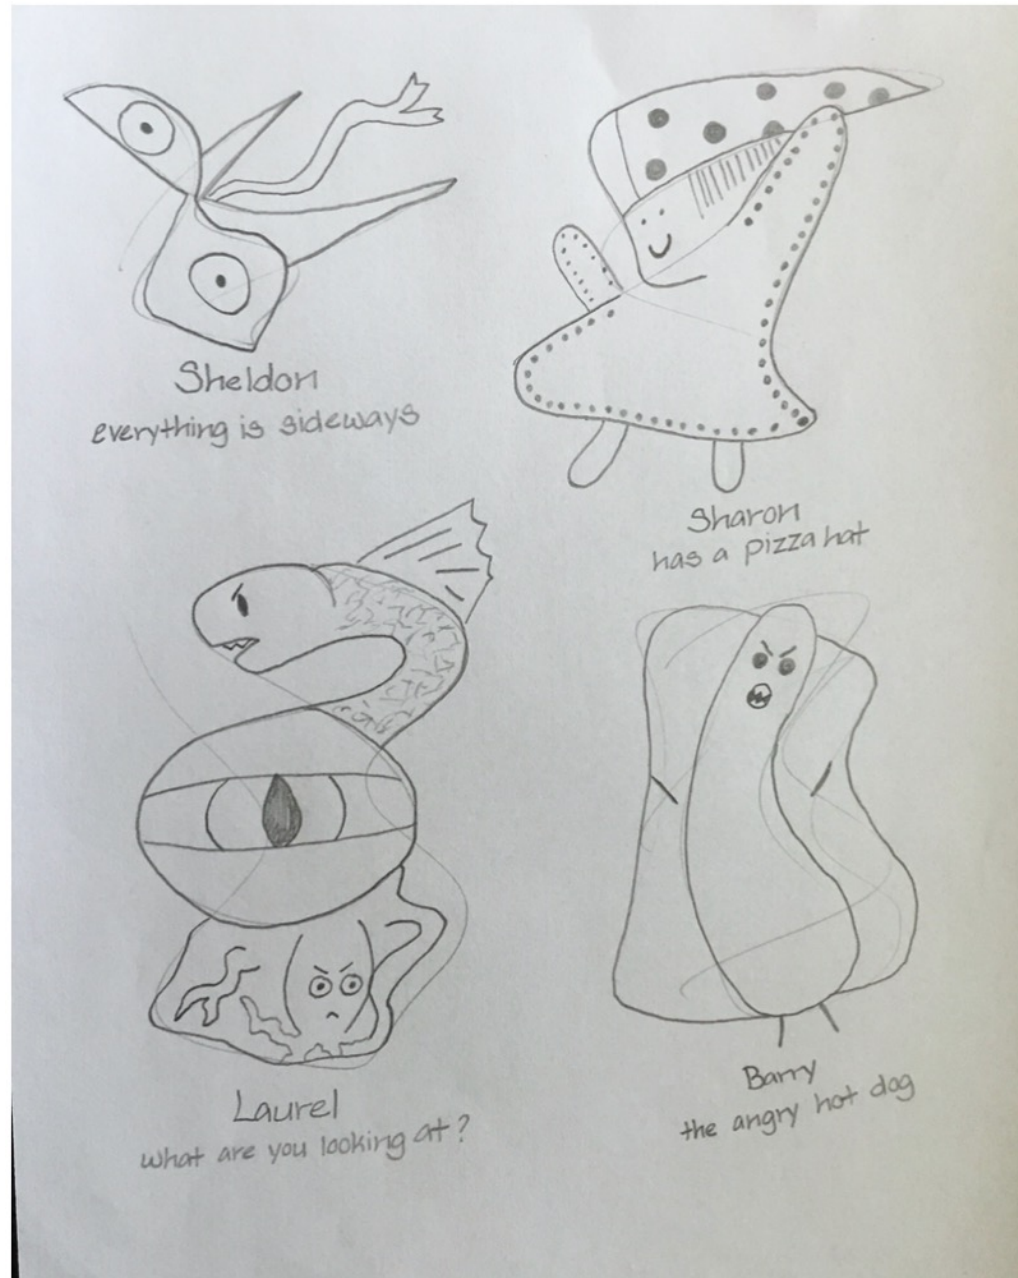 Sheldon
everything is sideways
Sharon
has a pizza hat
Laurel
what are you looking at?
Barry
the angry hot dog